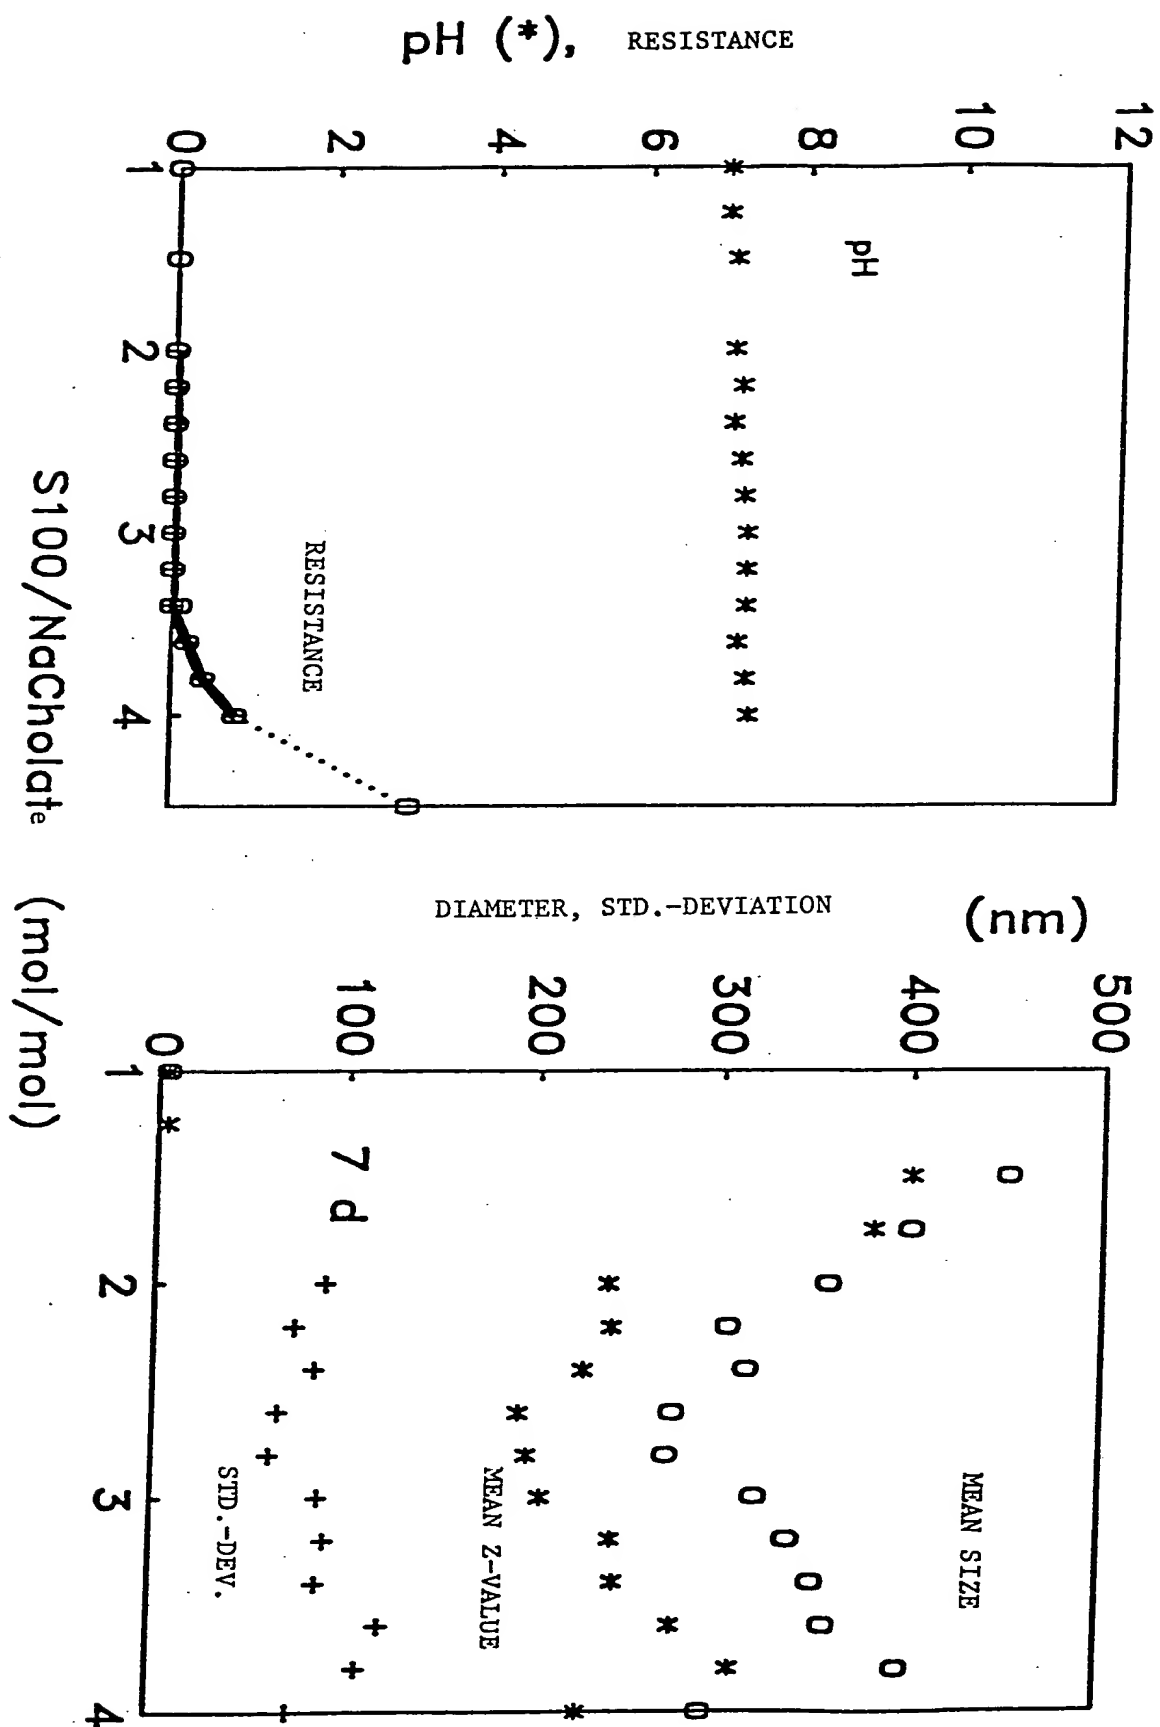 pH (*), RESISTANCE
12
10
8
6
4
2
0
1
2
3
4
pH
RESISTANCE
S100/NaCholate (mol/mol)
DIAMETER, STD.-DEVIATION (nm)
500
400
300
200
100
0
1
2
3
4
7 d
MEAN SIZE
MEAN Z-VALUE
STD.-DEV.